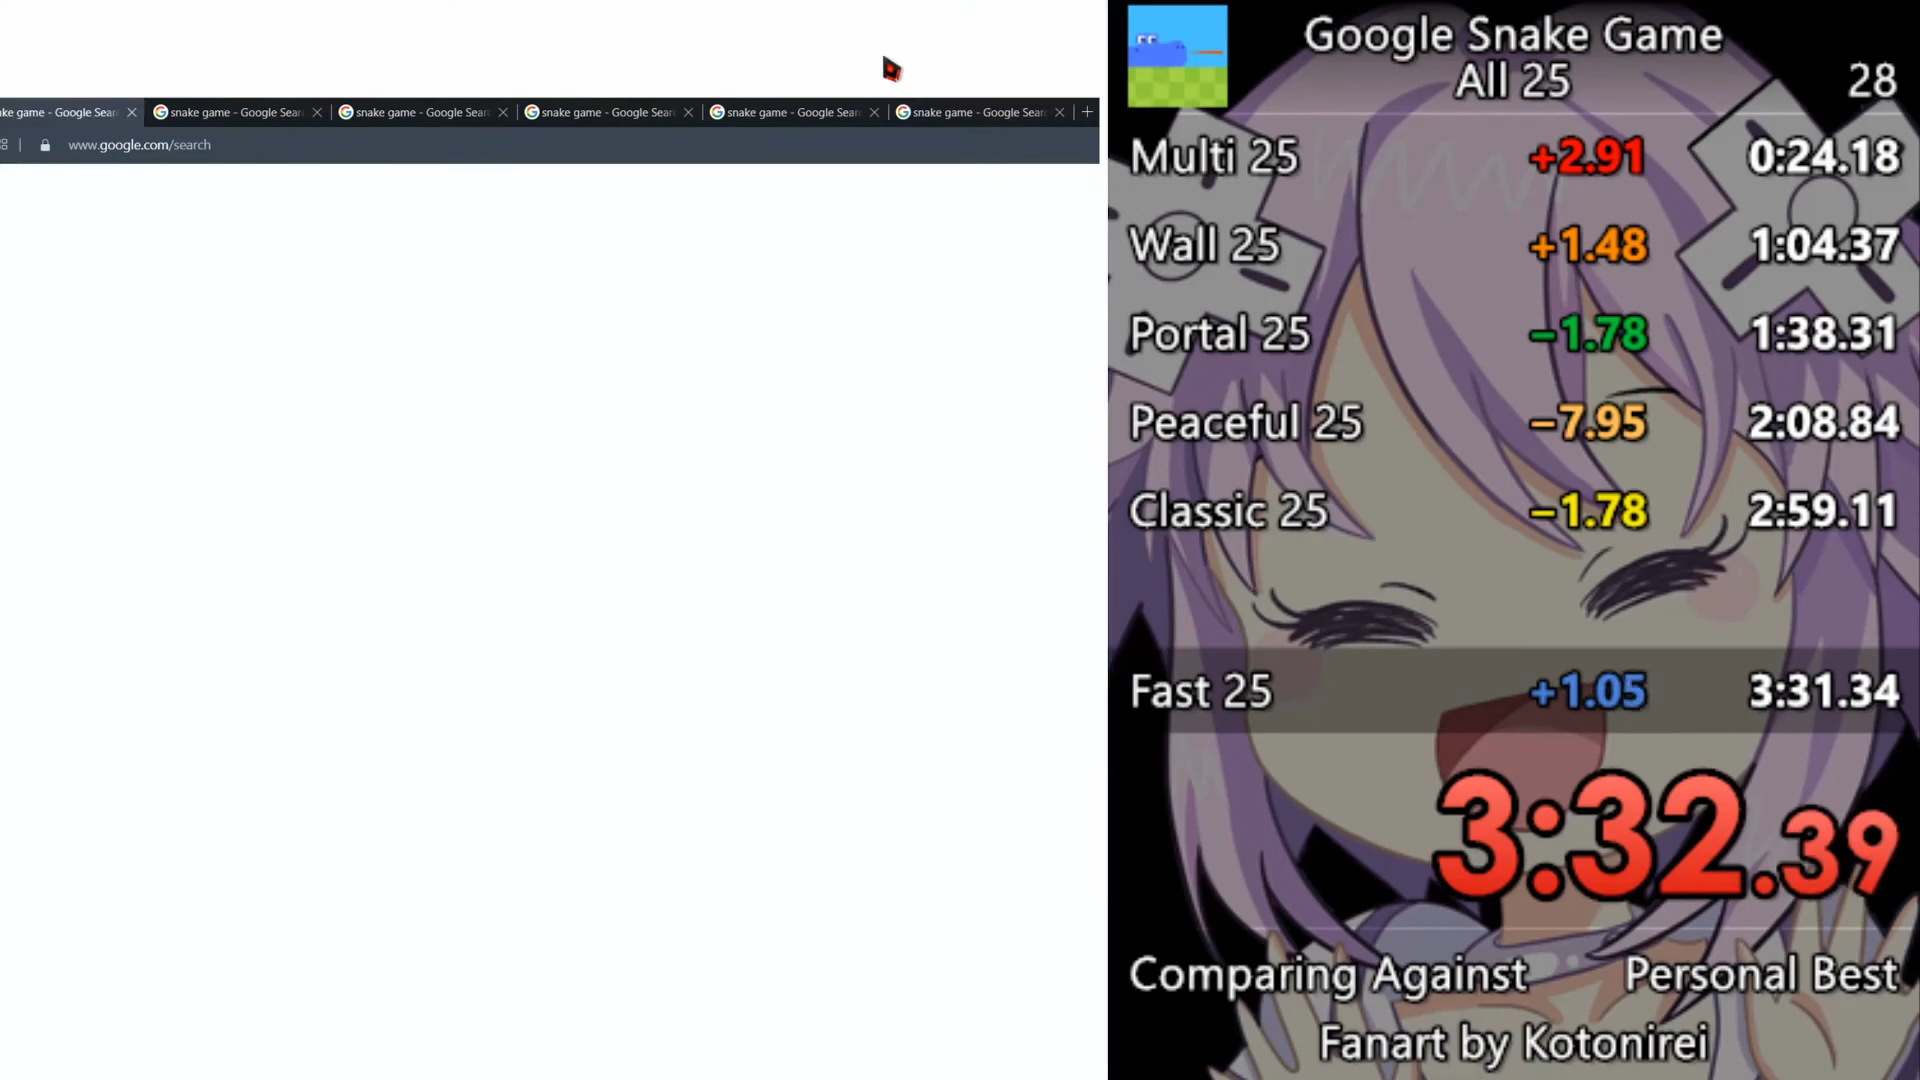 ke game - Google Sear
snake game - Google Sear
snake game - Google Sear
snake game - Google Sear
snake game - Google Sear
snake game - Google Sear
www.google.com/search
Google Snake Game
All 25
28
Multi 25 +2.91 0:24.18
Wall 25 +1.48 1:04.37
Portal 25 −1.78 1:38.31
Peaceful 25 −7.95 2:08.84
Classic 25 −1.78 2:59.11
Fast 25 +1.05 3:31.34
3:32.39
Comparing Against Personal Best
Fanart by Kotonirei